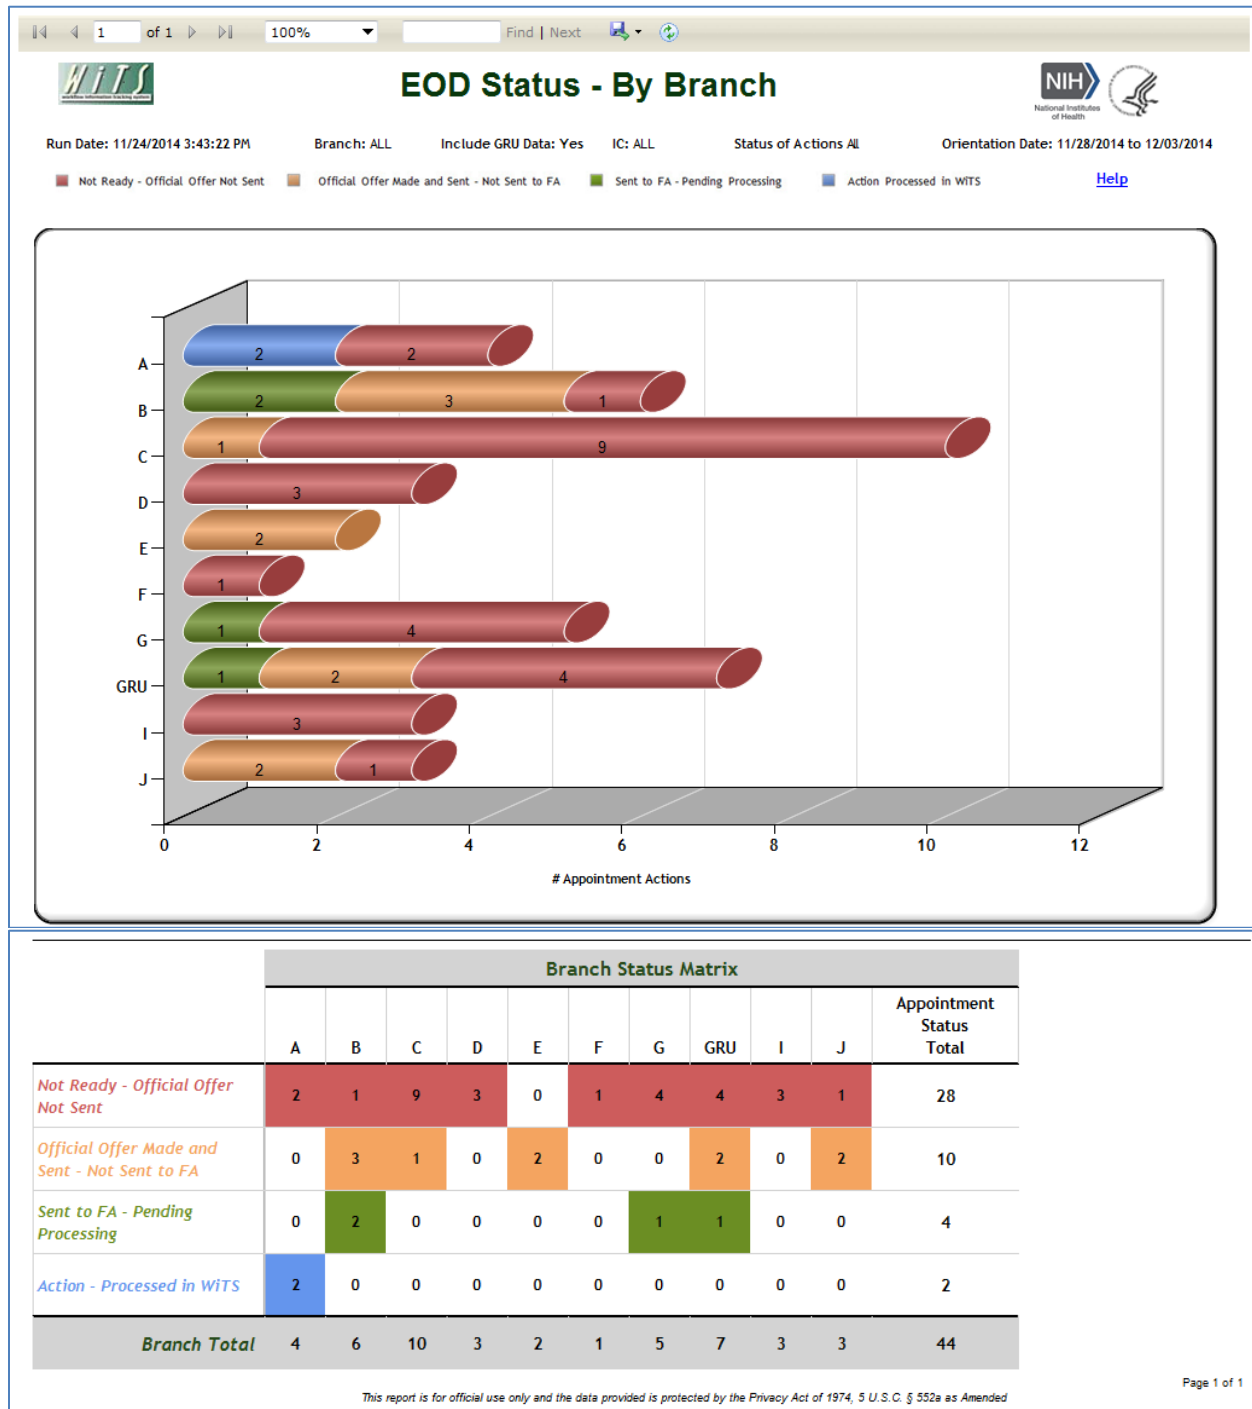 1 of 1 100% Find | Next
WiTS
workflow information tracking system
EOD Status - By Branch
NIH
National Institutes
of Health
Run Date: 11/24/2014 3:43:22 PM Branch: ALL Include GRU Data: Yes IC: ALL Status of Actions All Orientation Date: 11/28/2014 to 12/03/2014
Not Ready - Official Offer Not Sent Official Offer Made and Sent - Not Sent to FA Sent to FA - Pending Processing Action Processed in WiTS Help
A 2 2
B 2 3 1
C 1 9
D 3
E 2
F 1
G 1 4
GRU 1 2 4
I 3
J 2 1
0 2 4 6 8 10 12
# Appointment Actions
Branch Status Matrix
Appointment
Status
A B C D E F G GRU I J Total
Not Ready - Official Offer
Not Sent
2 1 9 3 0 1 4 4 3 1 28
Official Offer Made and
Sent - Not Sent to FA
0 3 1 0 2 0 0 2 0 2 10
Sent to FA - Pending
Processing
0 2 0 0 0 0 1 1 0 0 4
Action - Processed in WiTS 2 0 0 0 0 0 0 0 0 0 2
Branch Total 4 6 10 3 2 1 5 7 3 3 44
Page 1 of 1
This report is for official use only and the data provided is protected by the Privacy Act of 1974, 5 U.S.C. § 552a as Amended